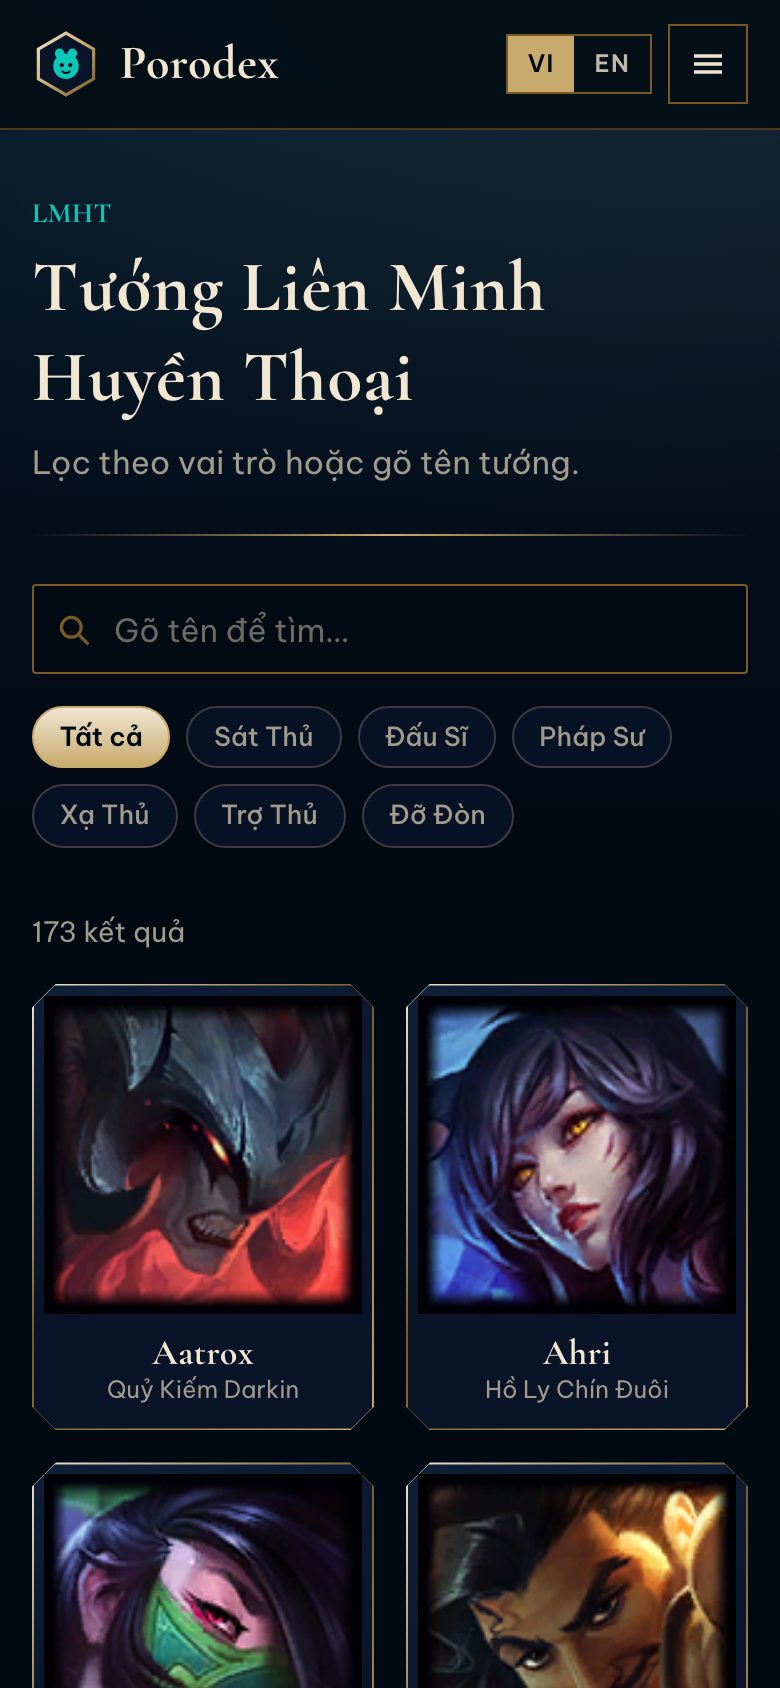 Porodex
VI EN
LMHT
Tướng Liên Minh
Huyền Thoại
Lọc theo vai trò hoặc gõ tên tướng.
Gõ tên để tìm...
Tất cả Sát Thủ Đấu Sĩ Pháp Sư
Xạ Thủ Trợ Thủ Đỡ Đòn
173 kết quả
Aatrox Ahri
Quỷ Kiếm Darkin Hồ Ly Chín Đuôi